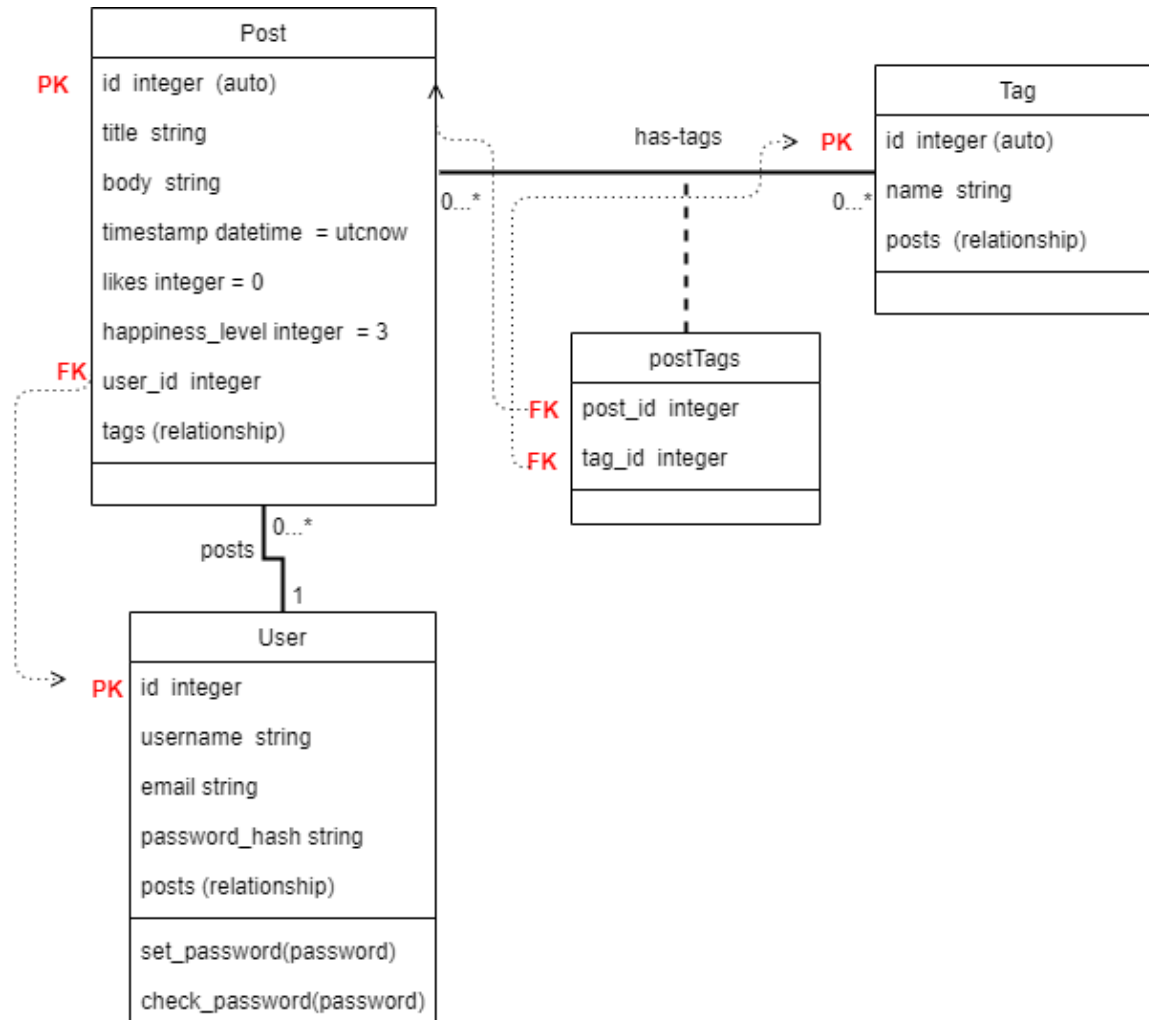 Post
PK
id integer (auto)
title string
body string
timestamp datetime = utcnow
likes integer = 0
happiness_level integer = 3
FK
user_id integer
tags (relationship)
has-tags
0...*
0...*
Tag
PK
id integer (auto)
name string
posts (relationship)
postTags
FK
post_id integer
FK
tag_id integer
0...*
posts
1
User
PK
id integer
username string
email string
password_hash string
posts (relationship)
set_password(password)
check_password(password)